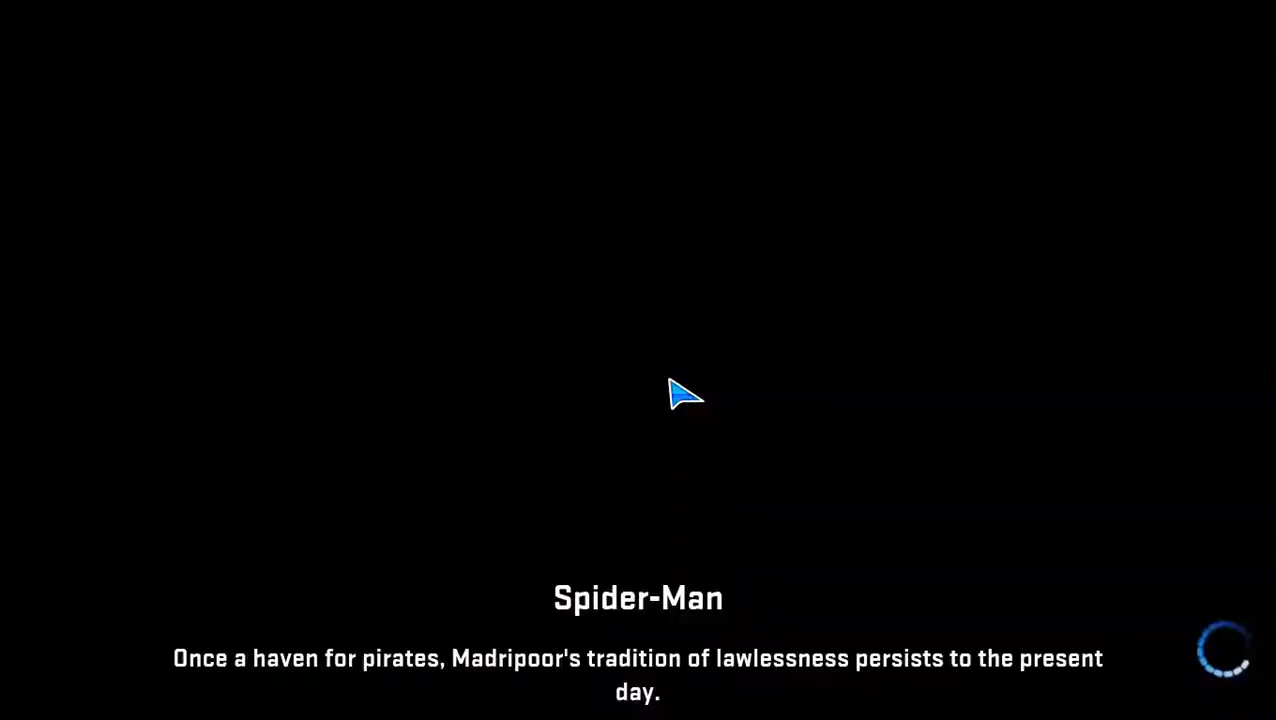 Spider-Man
Once a haven for pirates, Madripoor's tradition of lawlessness persists to the present
day.